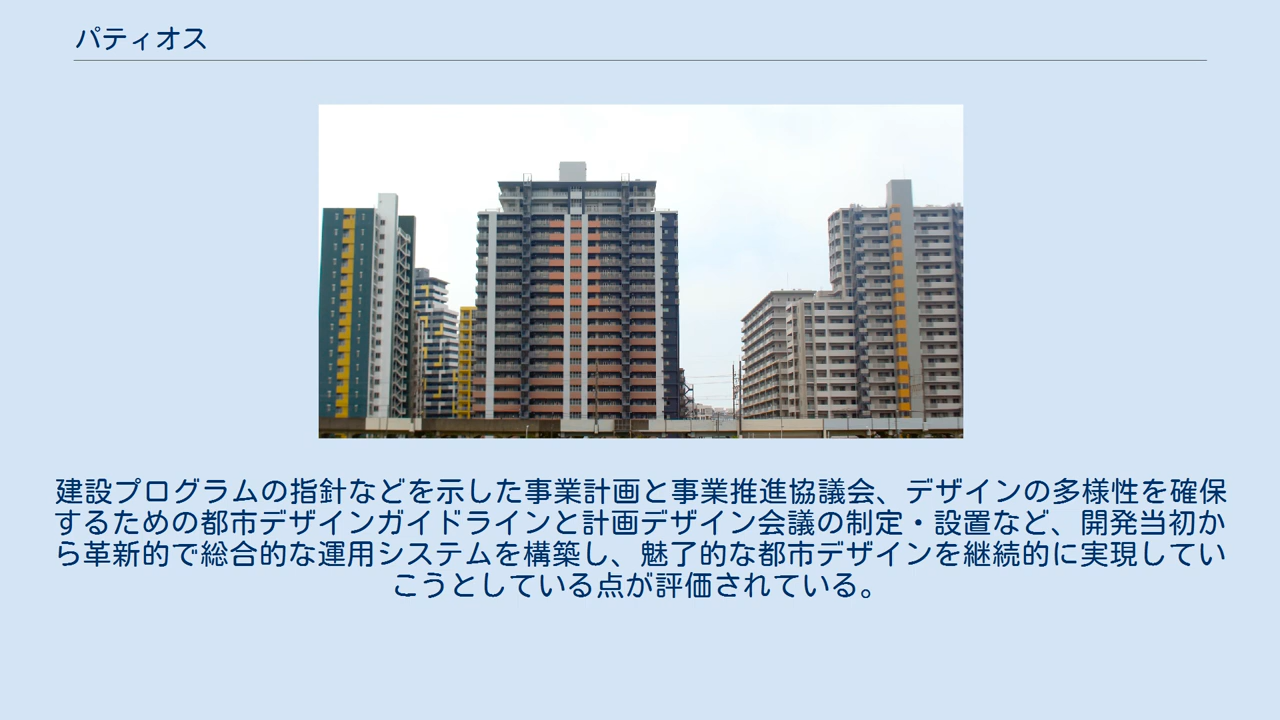 パティオス
建設プログラムの指針などを示した事業計画と事業推進協議会、デザインの多様性を確保
するための都市デザインガイドラインと計画デザイン会議の制定・設置など、開発当初か
ら革新的で総合的な運用システムを構築し、魅了的な都市デザインを継続的に実現してい
こうとしている点が評価されている。